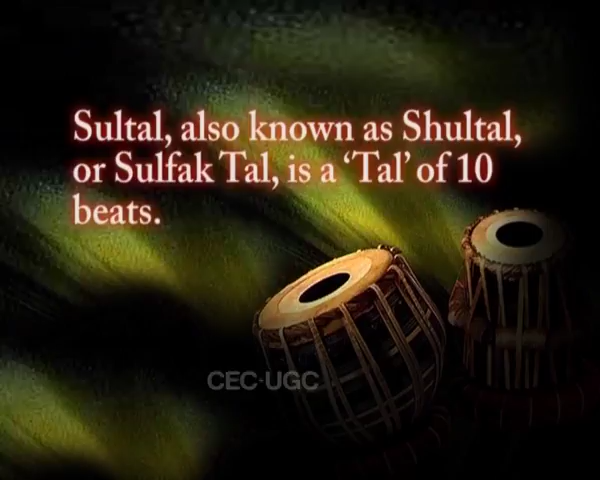 Sultal, also known as Shultal,
or Sulfak Tal, is a ‘Tal’ of 10
beats.
CEC-UGC